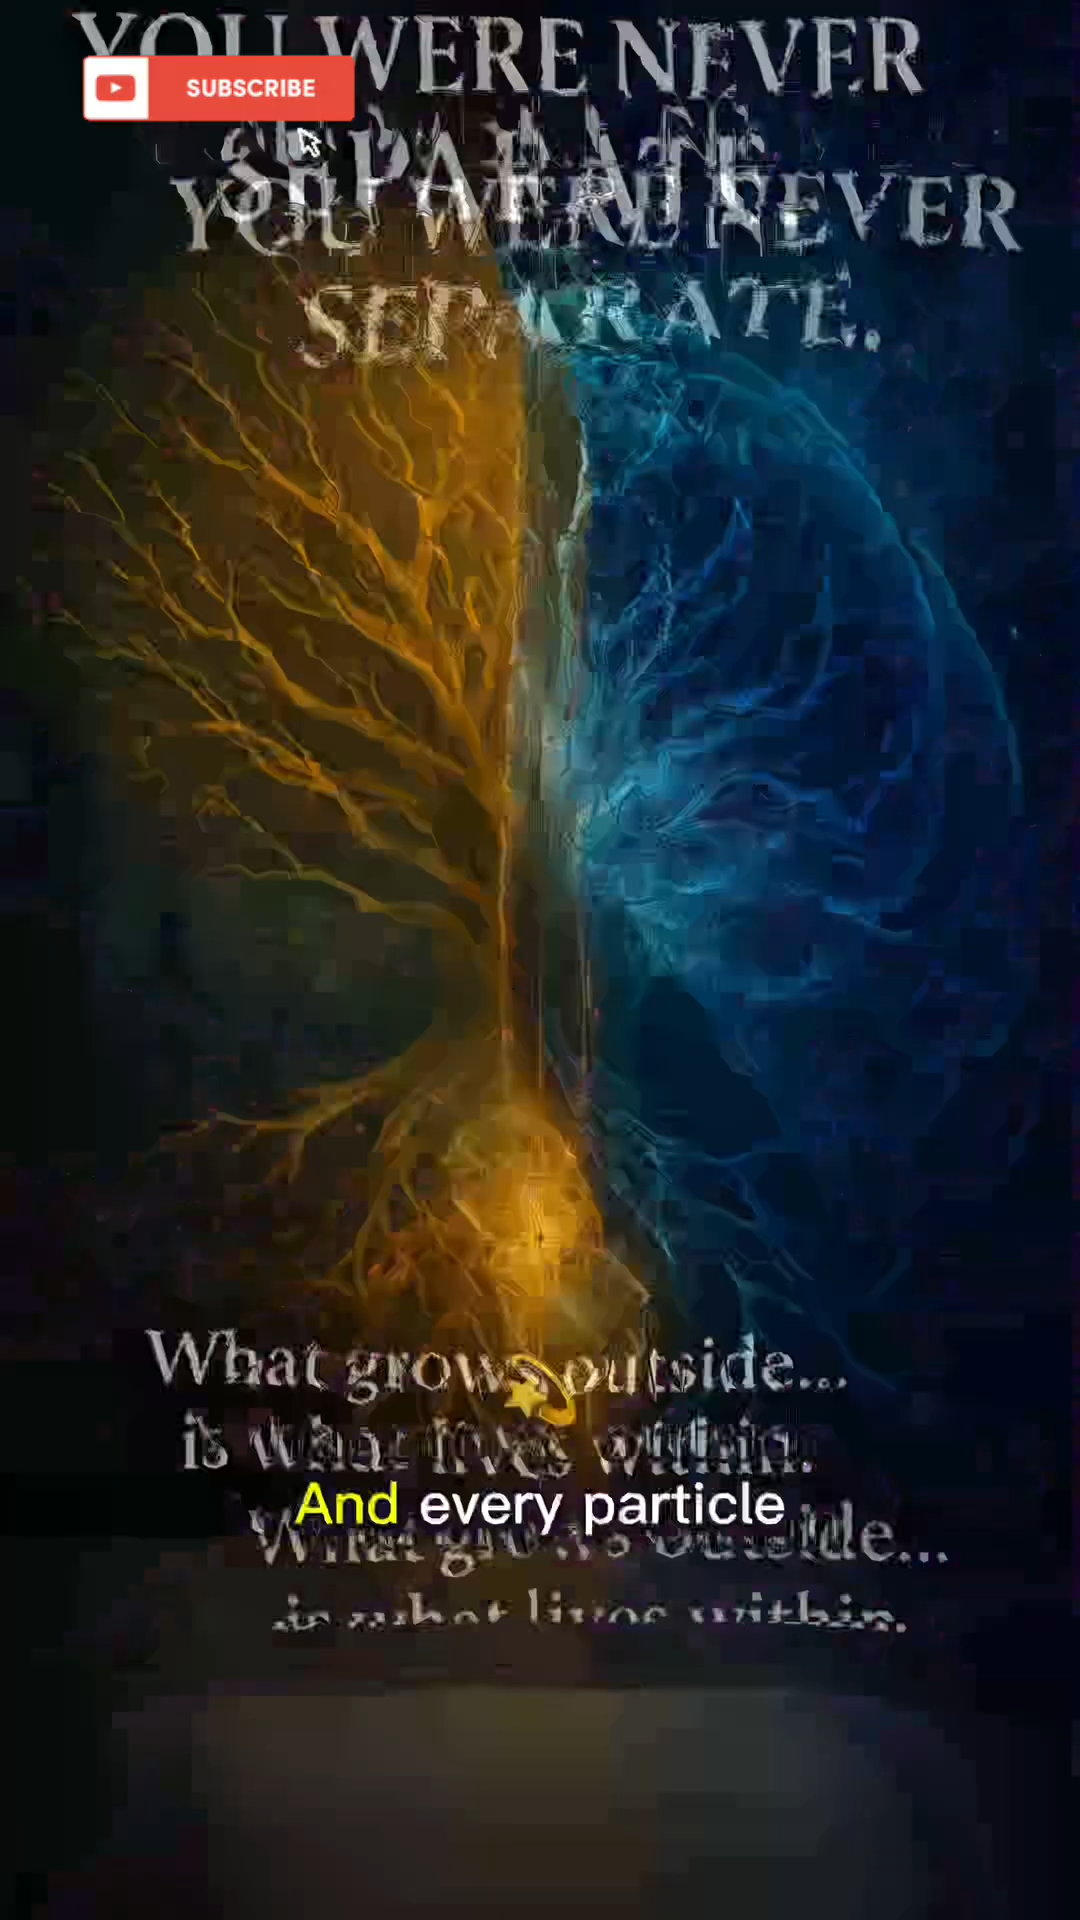 YOU WERE NEVER
SUBSCRIBE
SEPARATE
YOU WERE NEVER
SEPARATE.
What grows outside...
is what lives within.
And every particle
What grows outside...
is what lives within.